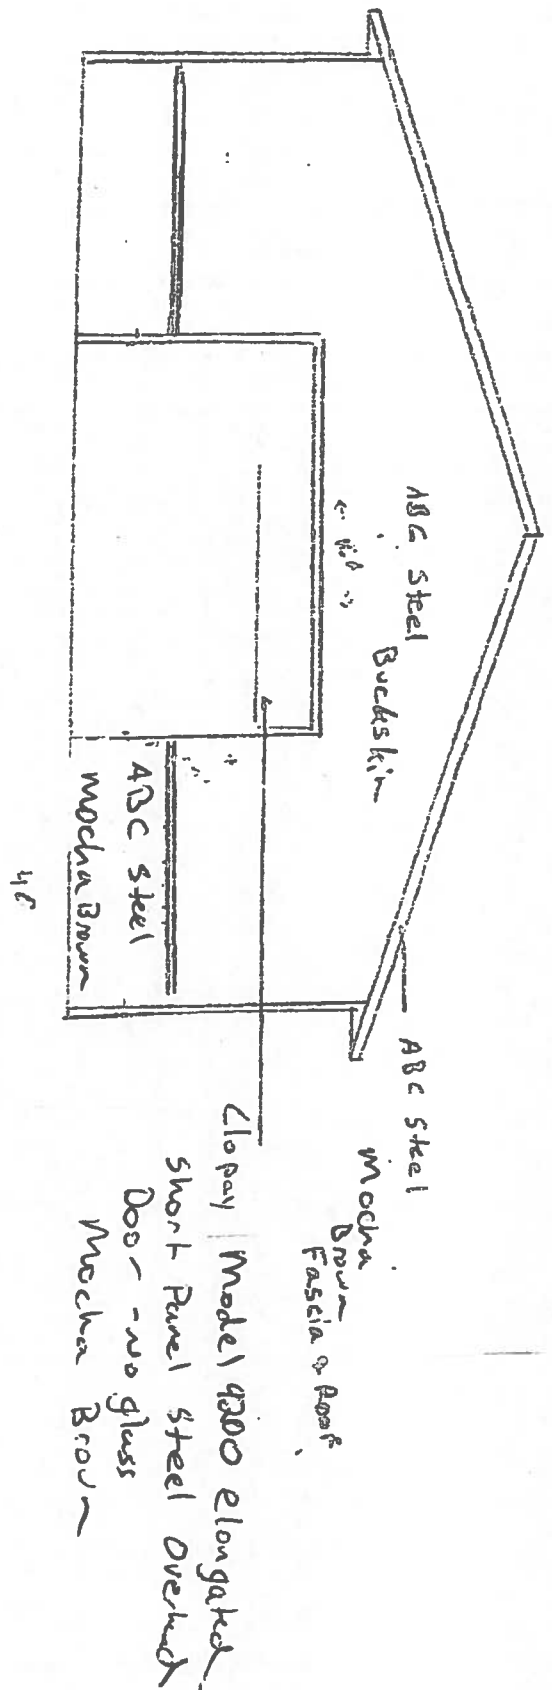 ABC Steel
Buckskin
ABC Steel
Mocha Brown
ABC Steel
Mocha
Brown
Fascia & Roof
Clopay Model 4200 elongated
Short Panel Steel Overhead
Door - no glass
Mocha Brown